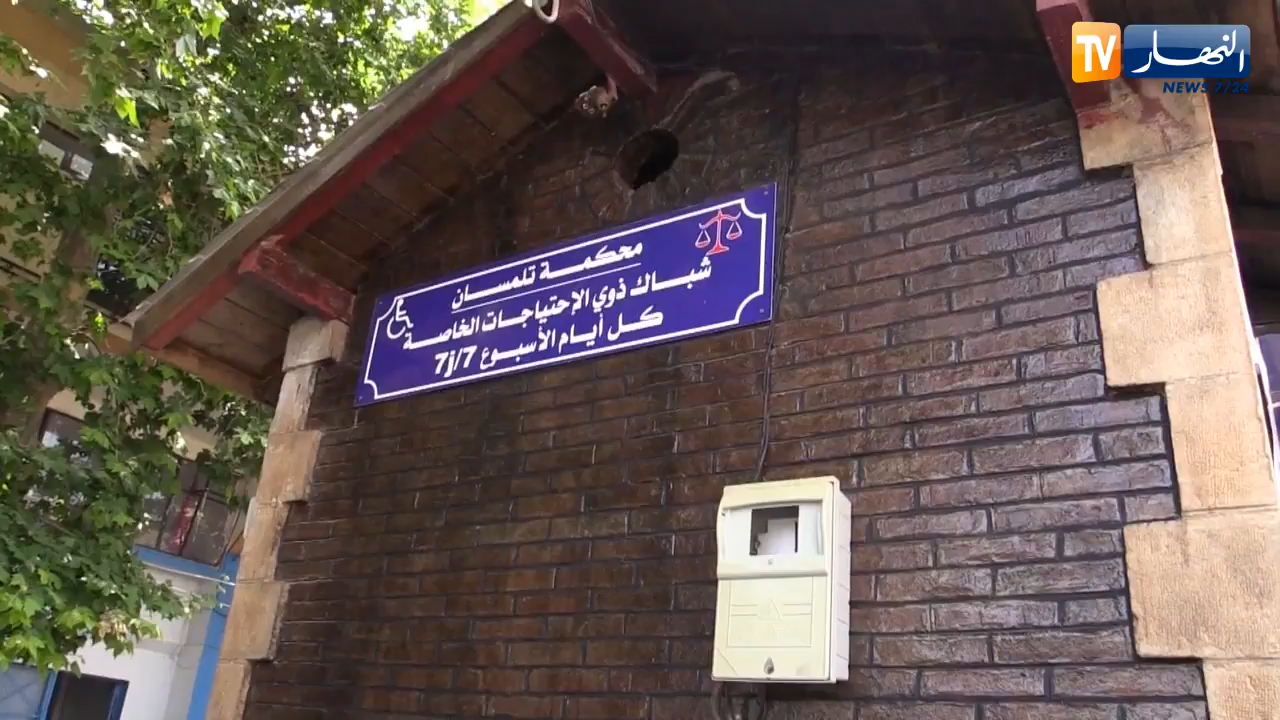 TV النهار
NEWS 7/24
محكمة تلمسان
شباك ذوي الإحتياجات الخاصة
كل أيام الأسبوع 7j/7